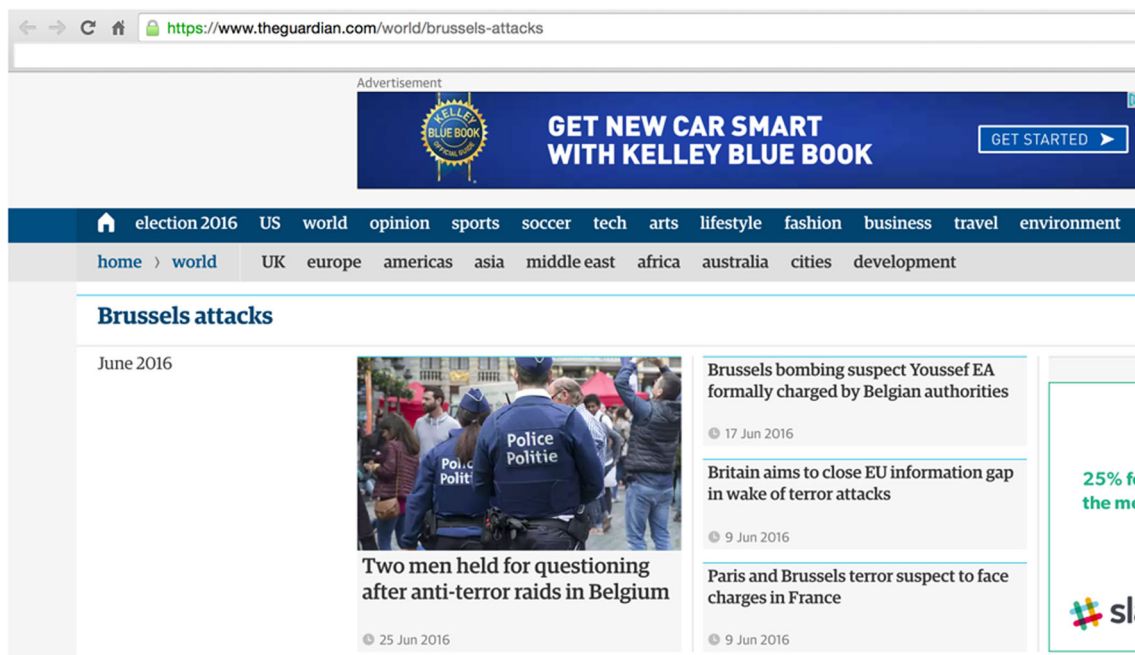 https://www.theguardian.com/world/brussels-attacks
Advertisement
KELLEY
BLUE BOOK
OFFICIAL GUIDE
GET NEW CAR SMART
WITH KELLEY BLUE BOOK
GET STARTED
election 2016 US world opinion sports soccer tech arts lifestyle fashion business travel environment
home › world UK europe americas asia middle east africa australia cities development
Brussels attacks
June 2016
Police
Politie
Polic
Politi
Two men held for questioning
after anti-terror raids in Belgium
25 Jun 2016
Brussels bombing suspect Youssef EA
formally charged by Belgian authorities
17 Jun 2016
Britain aims to close EU information gap
in wake of terror attacks
9 Jun 2016
Paris and Brussels terror suspect to face
charges in France
9 Jun 2016
25% f
the m
sl